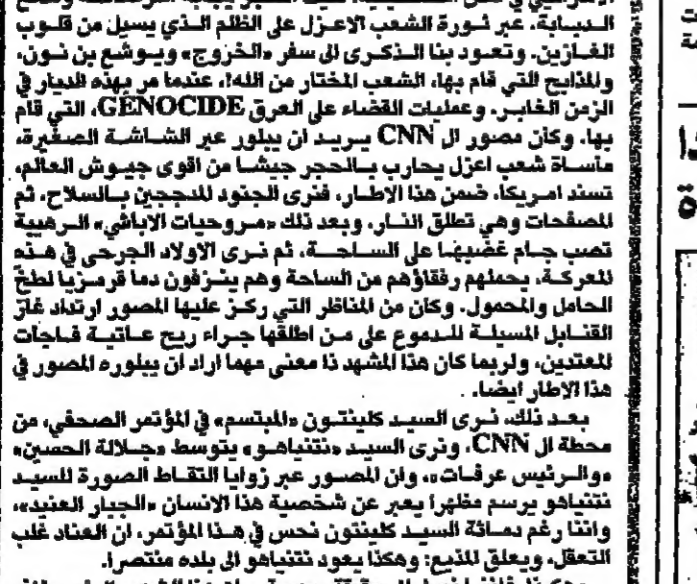 الدبابة، عبر ثورة الشعب الاعزل على الظلم الذي يسيل من قلوب
الغازين. وتعود بنا الذكرى الى سفر «الخروج» ويوشع بن نون،
والمذابح التي قام بها، الشعب المختار من الله!، عندما مر بهذه الديار في
الزمن الغابر. وعمليات القضاء على العرق GENOCIDE، التي قام
بها. وكأن مصور ال CNN يريد ان يبلور عبر الشاشة الصغيرة،
مأساة شعب اعزل يحارب بالحجر جيشا من اقوى جيوش العالم،
تسند امريكا، ضمن هذا الاطار، فنرى الجنود المدججين بالسلاح، ثم
المصفحات وهي تطلق النار، وبعد ذلك «مروحيات الاباتشي» الرهيبة
تصب جام غضبها على الساحة، ثم نرى الاولاد الجرحى في هذه
المعركة، يحملهم رفقاؤهم من الساحة وهم ينزفون دما قرمزيا لطخ
الحامل والمحمول. وكان من المناظر التي ركز عليها المصور ارتداد غاز
القنابل المسيلة للدموع على من اطلقها جراء ريح عاتية فاجات
المعتدين، ولربما كان هذا المشهد ذا معنى مهما اراد ان يبلوره المصور في
هذا الاطار ايضا.
بعد ذلك، نرى السيد كلينتون «المبتسم» في المؤتمر الصحفي، من
محطة ال CNN، ونرى السيد «نتنياهو» يتوسط «جلالة الحسين»
«والرئيس عرفات»، وان المصور عبر زوايا التقاط الصورة للسيد
نتنياهو يرسم مظهرا يعبر عن شخصية هذا الانسان «الجبار العنيد»،
واننا رغم دماثة السيد كلينتون نحس في هذا المؤتمر، ان العناد غلب
التعقل، ويعلق المذيع: وهكذا يعود نتنياهو الى بلده منتصرا.